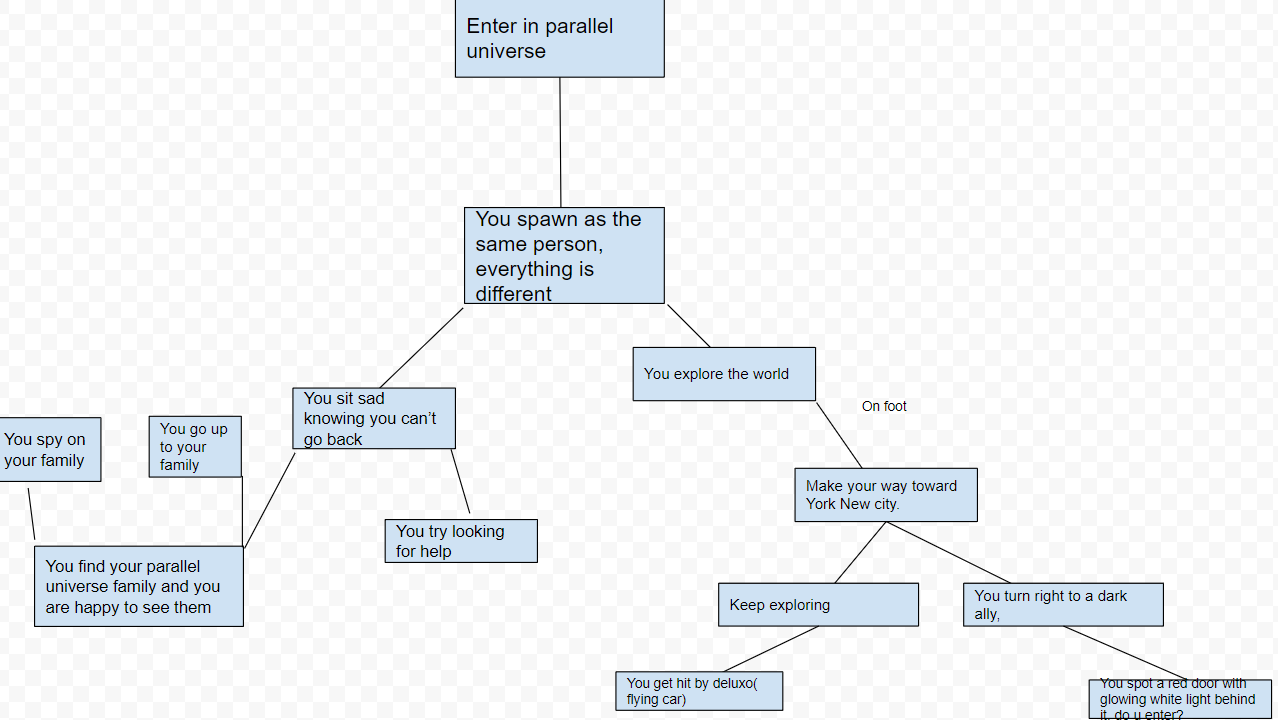 Enter in parallel
universe
You spawn as the
same person,
everything is
different
You explore the world
On foot
You sit sad
knowing you can’t
go back
You spy on
your family
You go up
to your
family
Make your way toward
York New city.
You try looking
for help
You find your parallel
universe family and you
are happy to see them
Keep exploring
You turn right to a dark
ally,
You get hit by deluxo(
flying car)
You spot a red door with
glowing white light behind
it. do u enter?